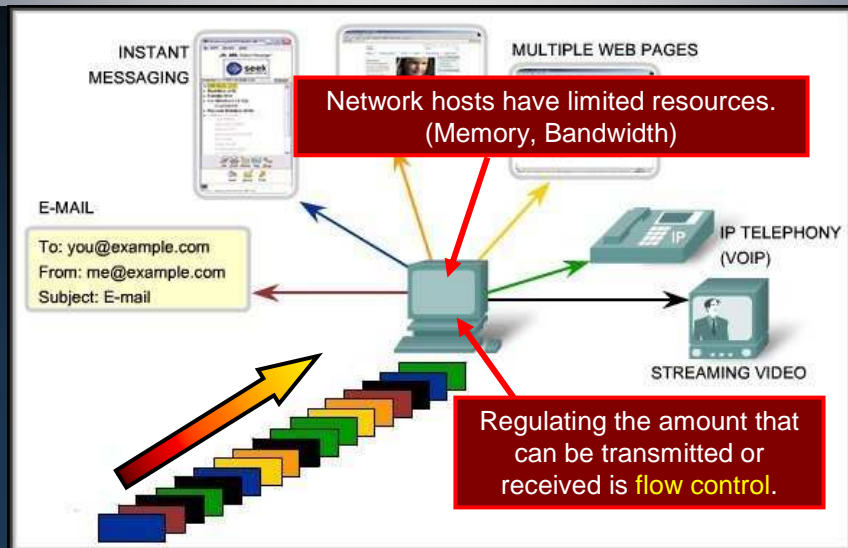 INSTANT
MESSAGING
seek
MULTIPLE WEB PAGES
Network hosts have limited resources.
(Memory, Bandwidth)
E-MAIL
To: you@example.com
From: me@example.com
Subject: E-mail
IP
IP TELEPHONY
(VOIP)
STREAMING VIDEO
Regulating the amount that
can be transmitted or
received is flow control.